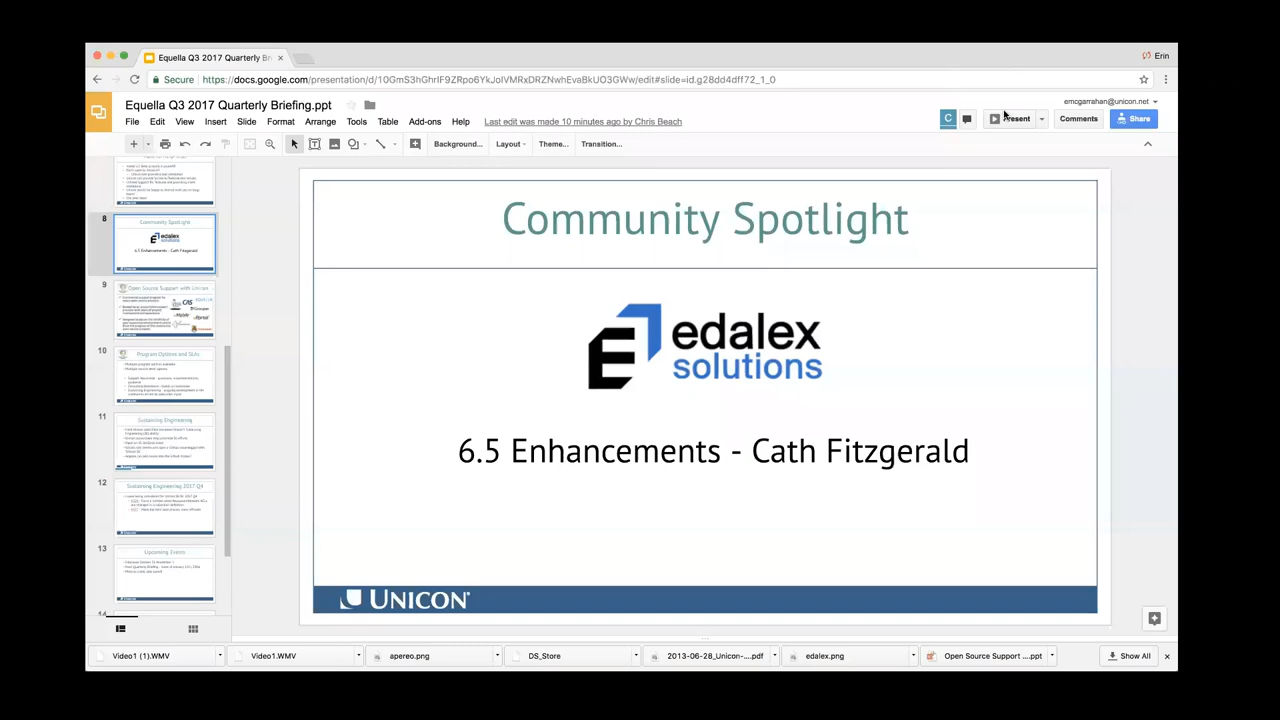 Equella Q3 2017 Quarterly Br
Erin
Secure
https://docs.google.com/presentation/d/10GmS3hGhrIF9ZRpo6YkJoIVMRxDRZNwhEvaBkUO3GWw/edit#slide=id.g28dd4dff72_1_0
Equella Q3 2017 Quarterly Briefing.ppt
emcgarrahan@unicon.net
File Edit View Insert Slide Format Arrange Tools Table Add-ons Help
Last edit was made 10 minutes ago by Chris Beach
C
Present
Comments
Share
Background...
Layout
Theme...
Transition...
8
Community Spotlight
edalex
solutions
6.5 Enhancements - Cath Fitzgerald
9
Open Source Support with Unicon
10
Program Options and SLAs
11
Sustaining Engineering
12
Sustaining Engineering 2017 Q4
13
Upcoming Events
14
Community Spotlight
edalex
solutions
6.5 Enhancements - Cath Fitzgerald
UNICON
Video1 (1).WMV
Video1.WMV
apereo.png
DS_Store
2013-06-28_Unicon-....pdf
edalex.png
Open Source Support ....ppt
Show All